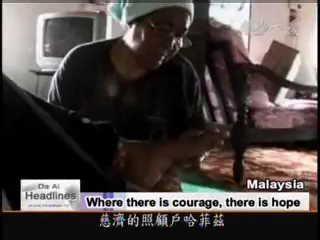 Malaysia
Da Ai
Headlines
Where there is courage, there is hope
慈濟的照顧戶哈菲茲